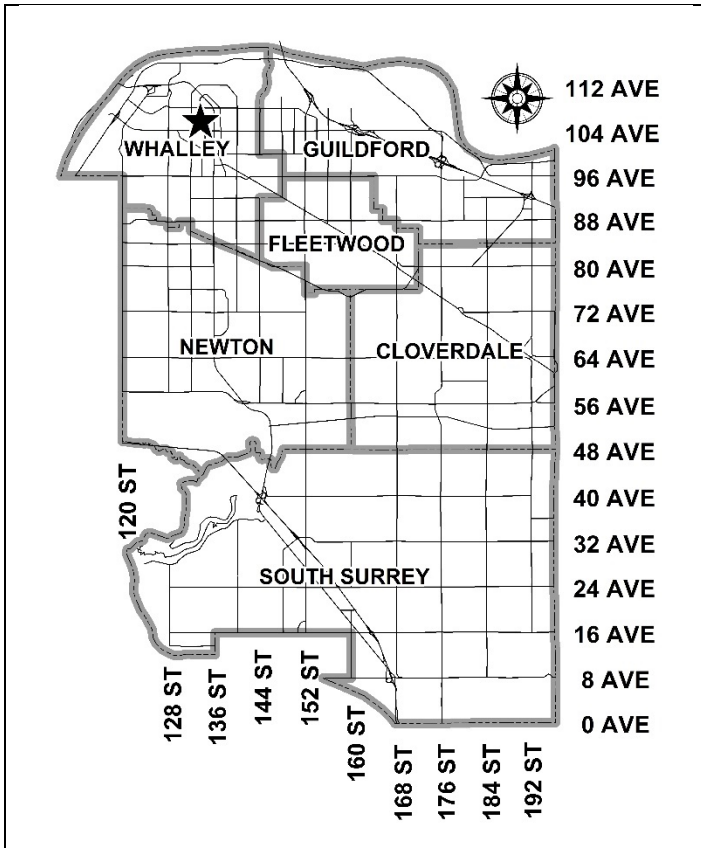 112 AVE
104 AVE
WHALLEY
GUILDFORD
96 AVE
88 AVE
FLEETWOOD
80 AVE
72 AVE
NEWTON
CLOVERDALE
64 AVE
56 AVE
48 AVE
120 ST
40 AVE
32 AVE
SOUTH SURREY
24 AVE
16 AVE
128 ST
136 ST
144 ST
152 ST
160 ST
8 AVE
0 AVE
168 ST
176 ST
184 ST
192 ST